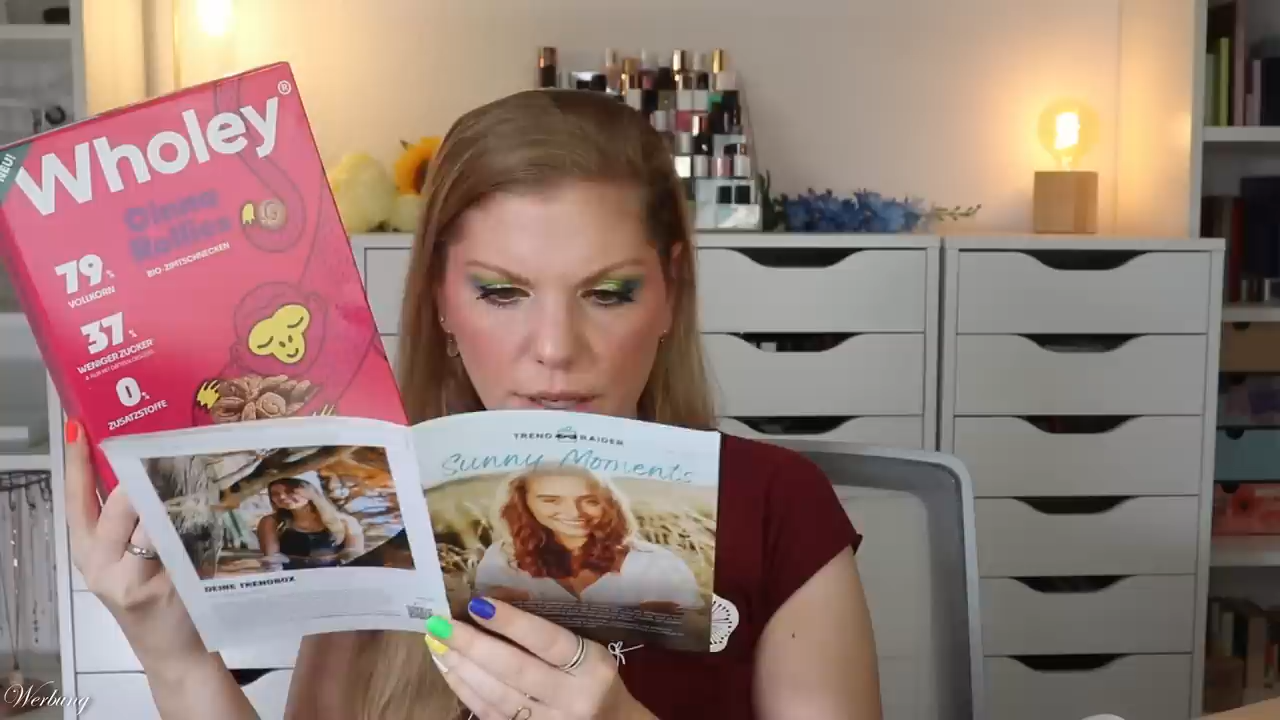 NEU!
Wholey®
Cinna
Rollies
BIO-ZIMTSCHNECKEN
79%
VOLLKORN
37%
WENIGER ZUCKER
0%
ZUSATZSTOFFE
TREND RAIDER
Sunny Moments
DEINE TRENDBOX
Werbung